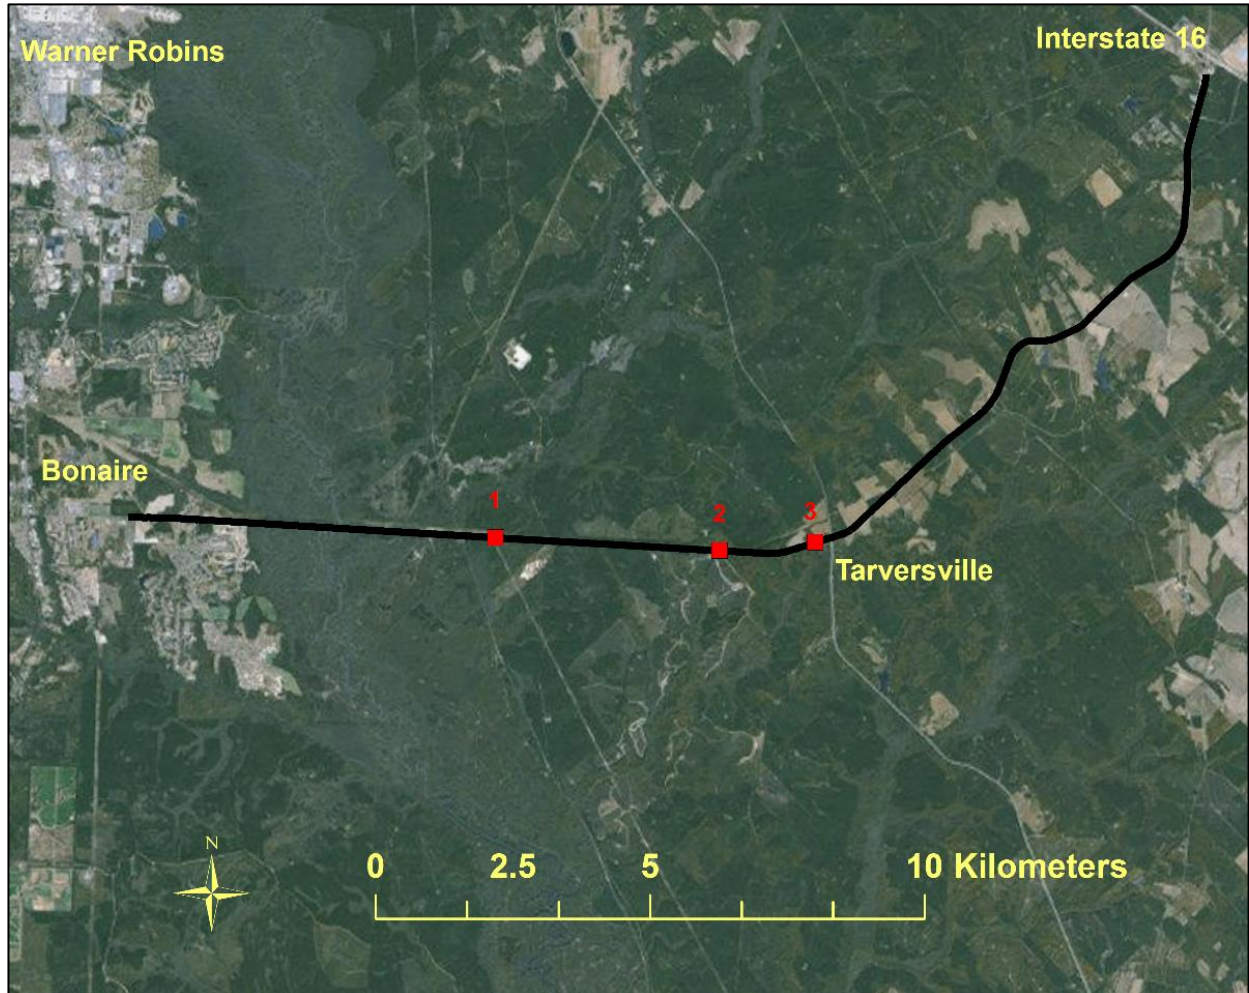 Warner Robins
Interstate 16
Bonaire
1
2
3
Tarversville
N
0 2.5 5 10 Kilometers